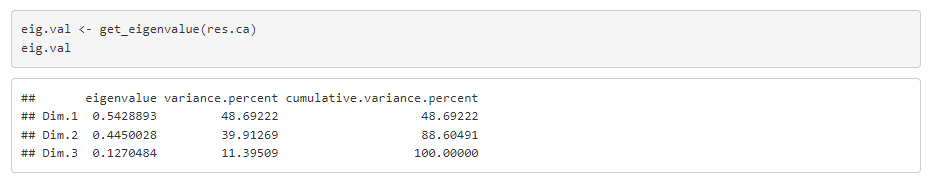 eig.val <- get_eigenvalue(res.ca)
eig.val
##       eigenvalue variance.percent cumulative.variance.percent
## Dim.1  0.5428893         48.69222                    48.69222
## Dim.2  0.4450028         39.91269                    88.60491
## Dim.3  0.1270484         11.39509                   100.00000